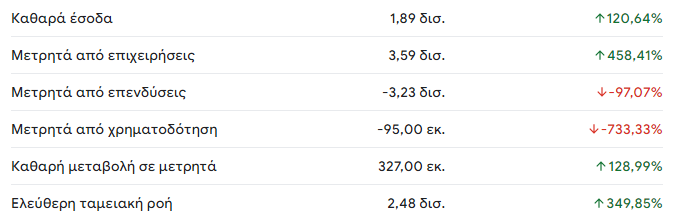 Καθαρά έσοδα 1,89 δισ. ↑120,64%
Μετρητά από επιχειρήσεις 3,59 δισ. ↑458,41%
Μετρητά από επενδύσεις -3,23 δισ. ↓-97,07%
Μετρητά από χρηματοδότηση -95,00 εκ. ↓-733,33%
Καθαρή μεταβολή σε μετρητά 327,00 εκ. ↑128,99%
Ελεύθερη ταμειακή ροή 2,48 δισ. ↑349,85%